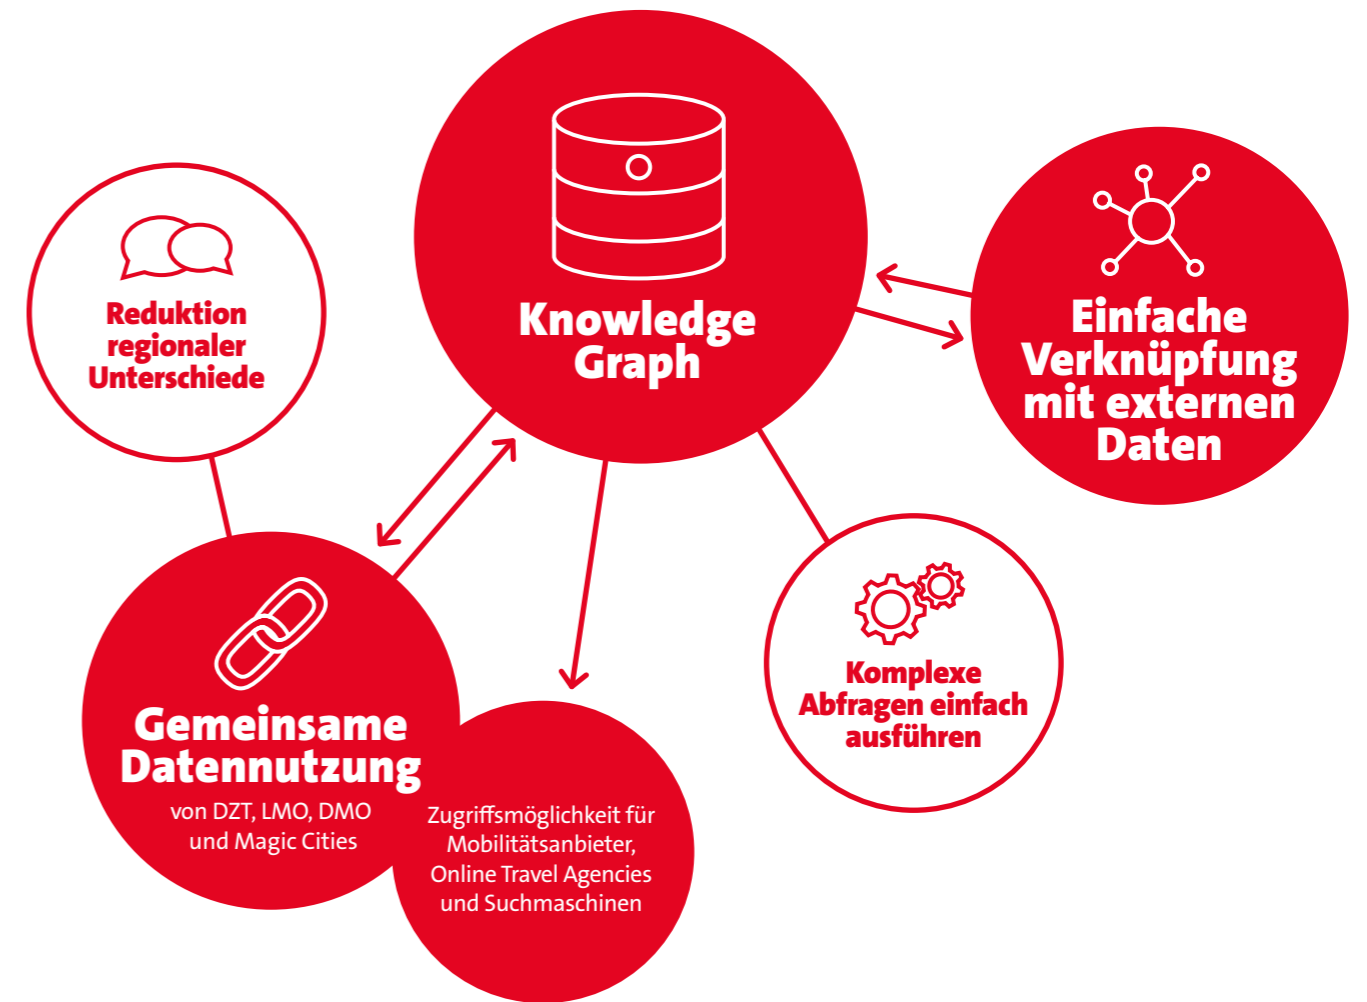 Knowledge
Graph
Reduktion
regionaler
Unterschiede
Einfache
Verknüpfung
mit externen
Daten
Gemeinsame
Datennutzung
von DZT, LMO, DMO
und Magic Cities
Zugriffsmöglichkeit für
Mobilitätsanbieter,
Online Travel Agencies
und Suchmaschinen
Komplexe
Abfragen einfach
ausführen